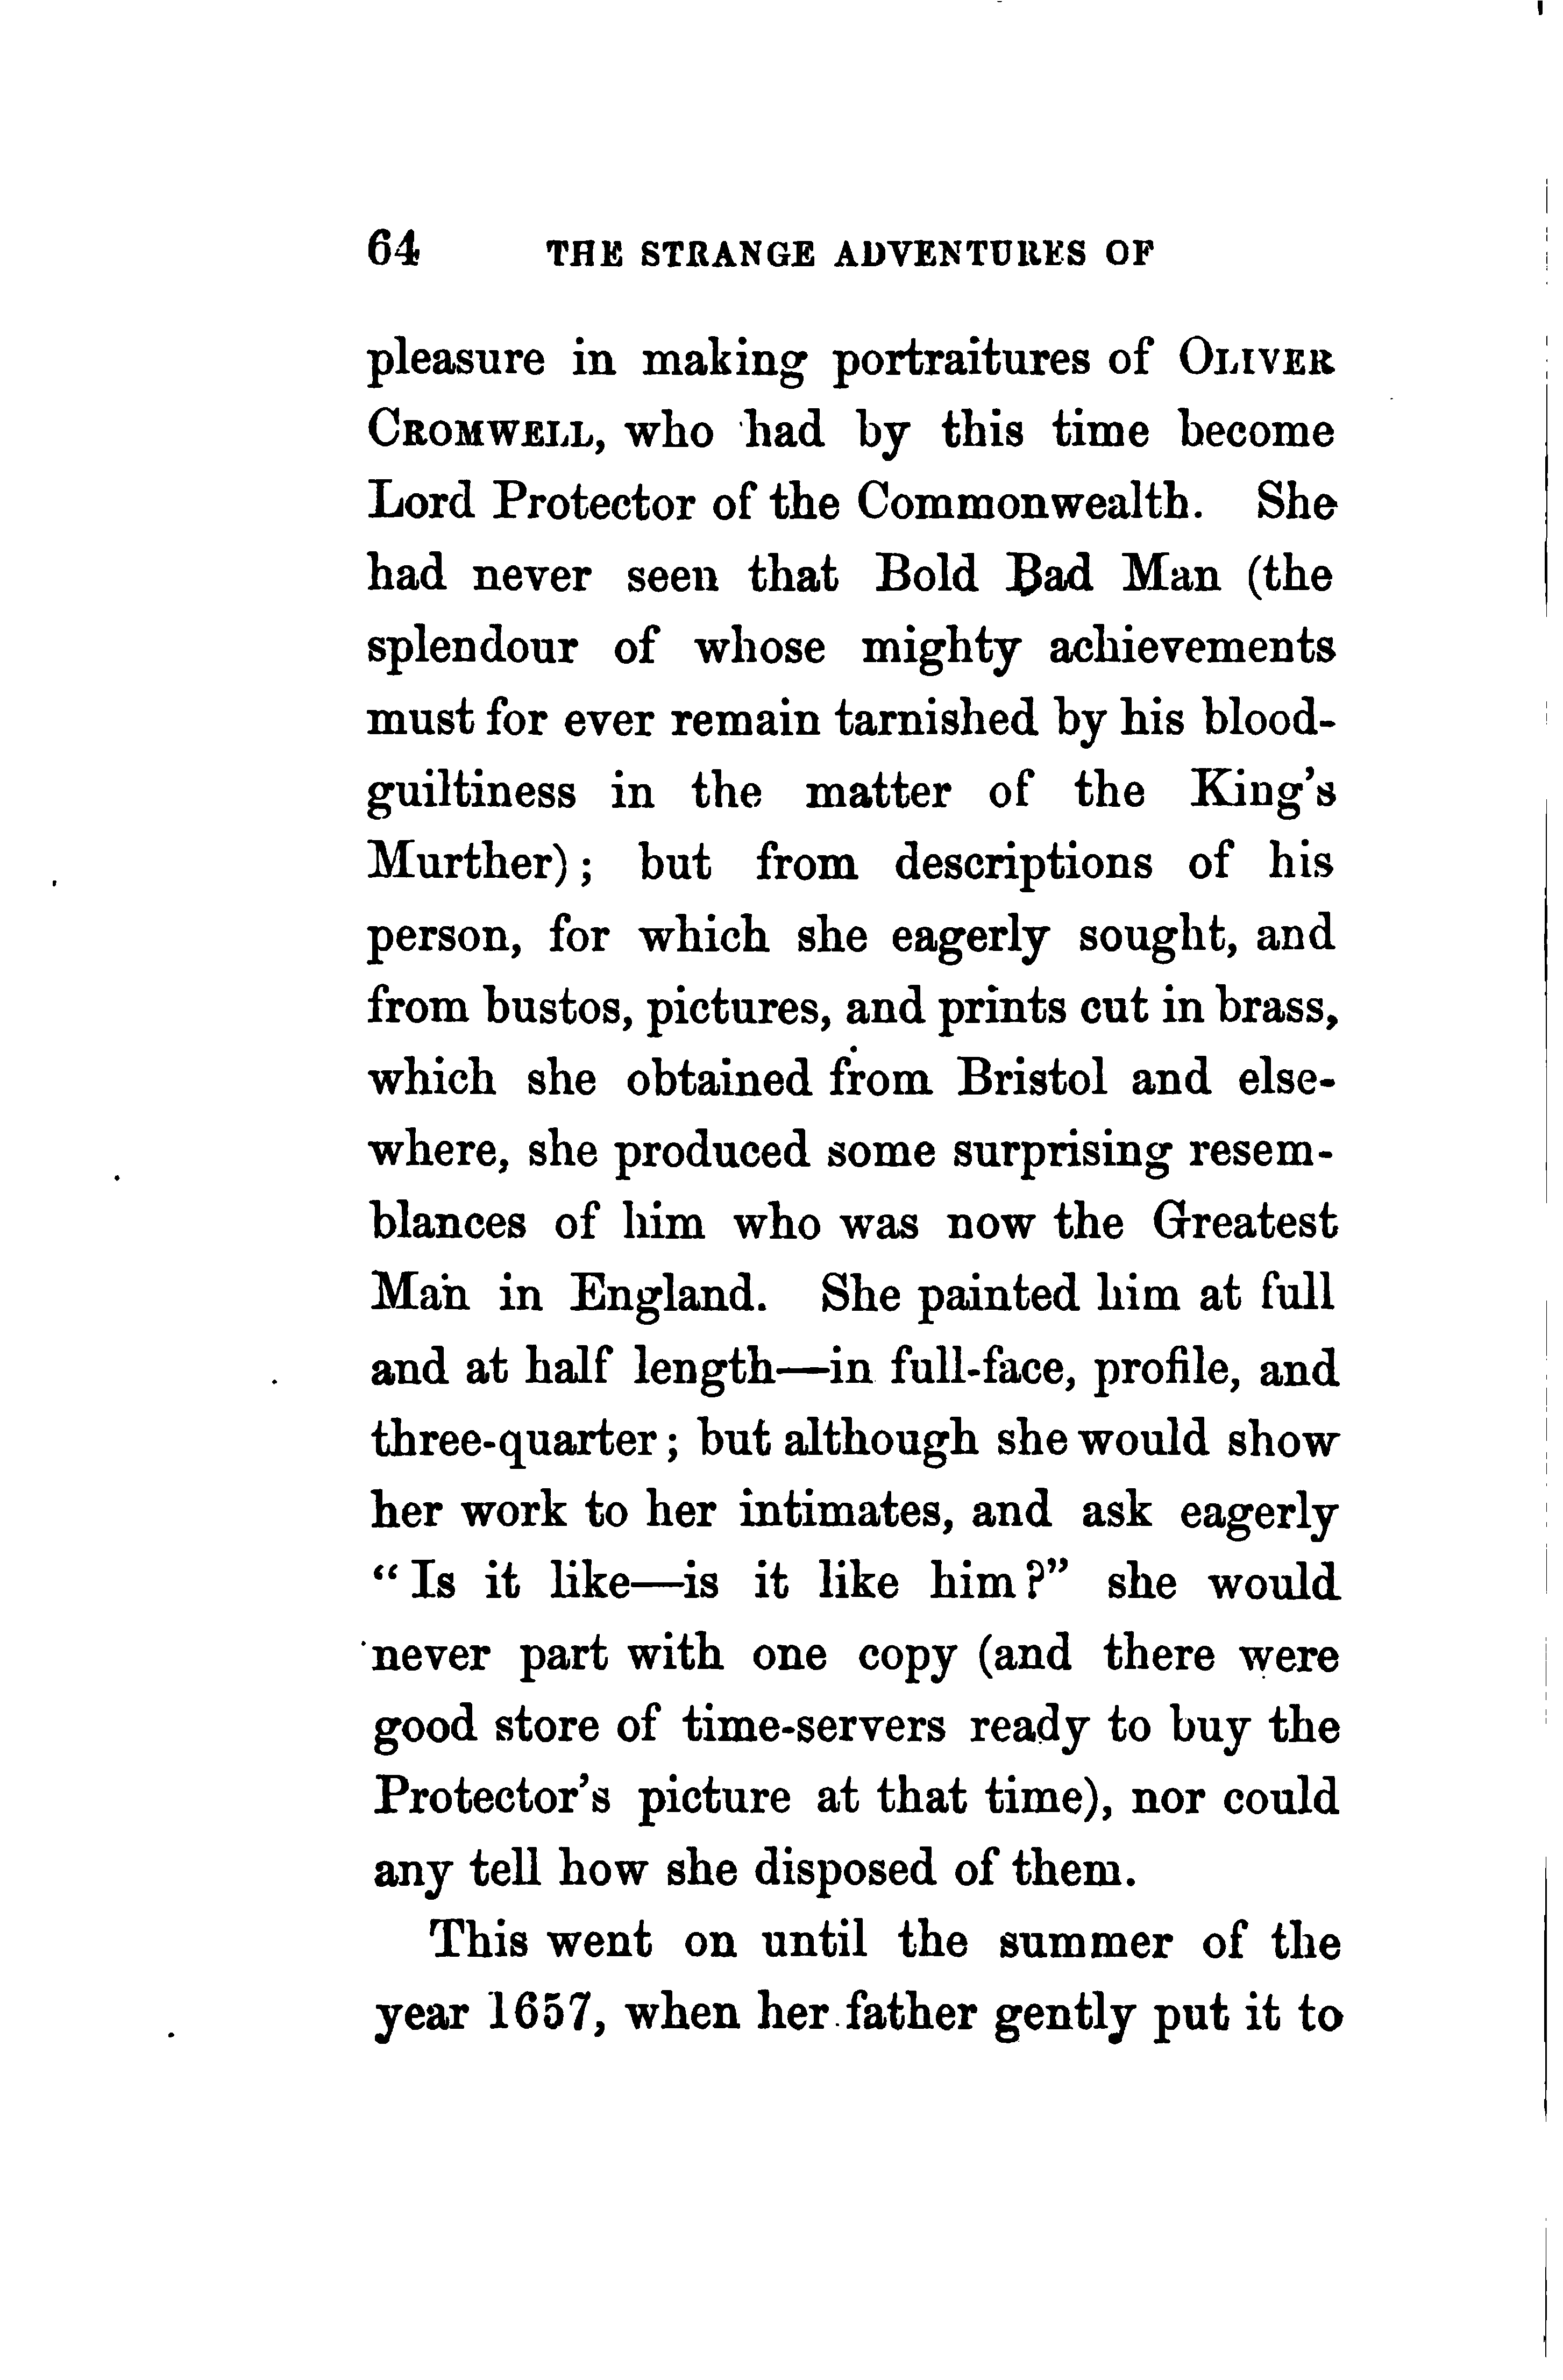 64 THE STRANGE ADVENTURES OF
pleasure in making portraitures of OLIVER
CROMWELL, who had by this time become
Lord Protector of the Commonwealth. She
had never seen that Bold Bad Man (the
splendour of whose mighty achievements
must for ever remain tarnished by his blood-
guiltiness in the matter of the King's
Murther); but from descriptions of his
person, for which she eagerly sought, and
from bustos, pictures, and prints cut in brass,
which she obtained from Bristol and else-
where, she produced some surprising resem-
blances of him who was now the Greatest
Man in England. She painted him at full
and at half length—in full-face, profile, and
three-quarter; but although she would show
her work to her intimates, and ask eagerly
“Is it like—is it like him?” she would
never part with one copy (and there were
good store of time-servers ready to buy the
Protector's picture at that time), nor could
any tell how she disposed of them.
This went on until the summer of the
year 1657, when her father gently put it to